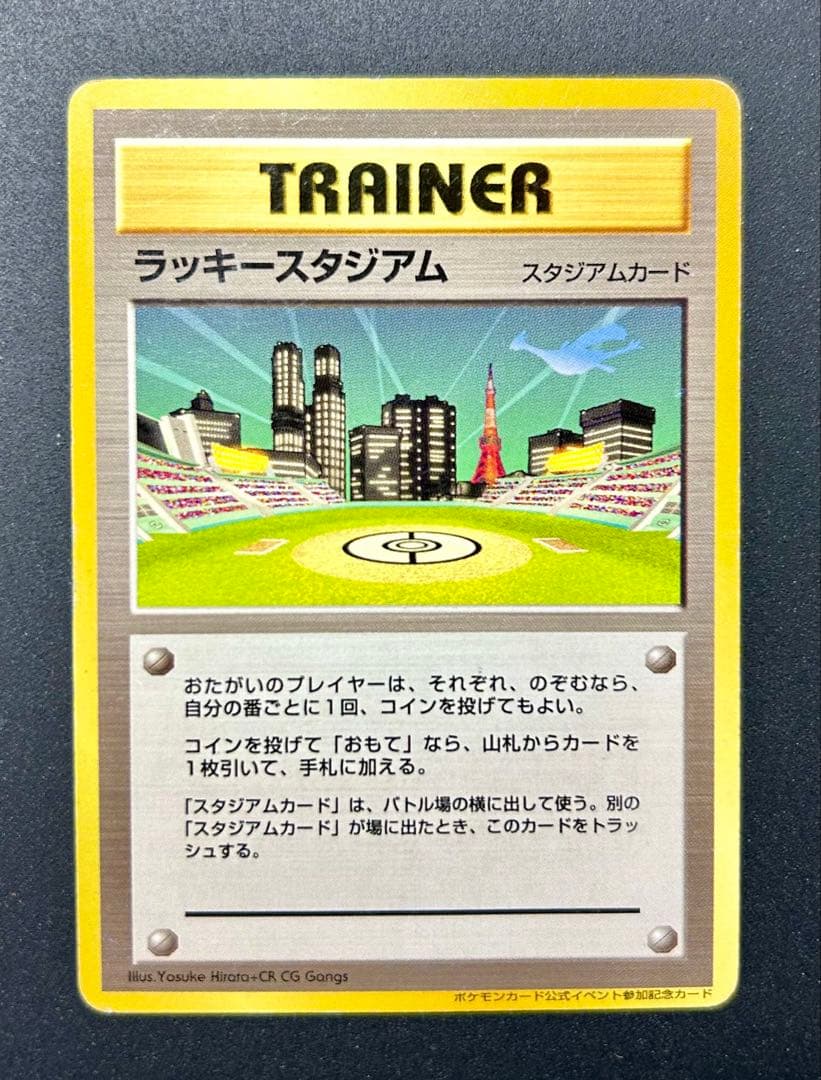 TRAINER
ラッキースタジアム
スタジアムカード
おたがいのプレイヤーは、それぞれ、のぞむなら、
自分の番ごとに1回、コインを投げてもよい。
コインを投げて「おもて」なら、山札からカードを
1枚引いて、手札に加える。
「スタジアムカード」は、バトル場の横に出して使う。別の
「スタジアムカード」が場に出たとき、このカードをトラッ
シュする。
Illus.Yosuke Hirata+CR CG Gangs
ポケモンカード公式イベント参加記念カード